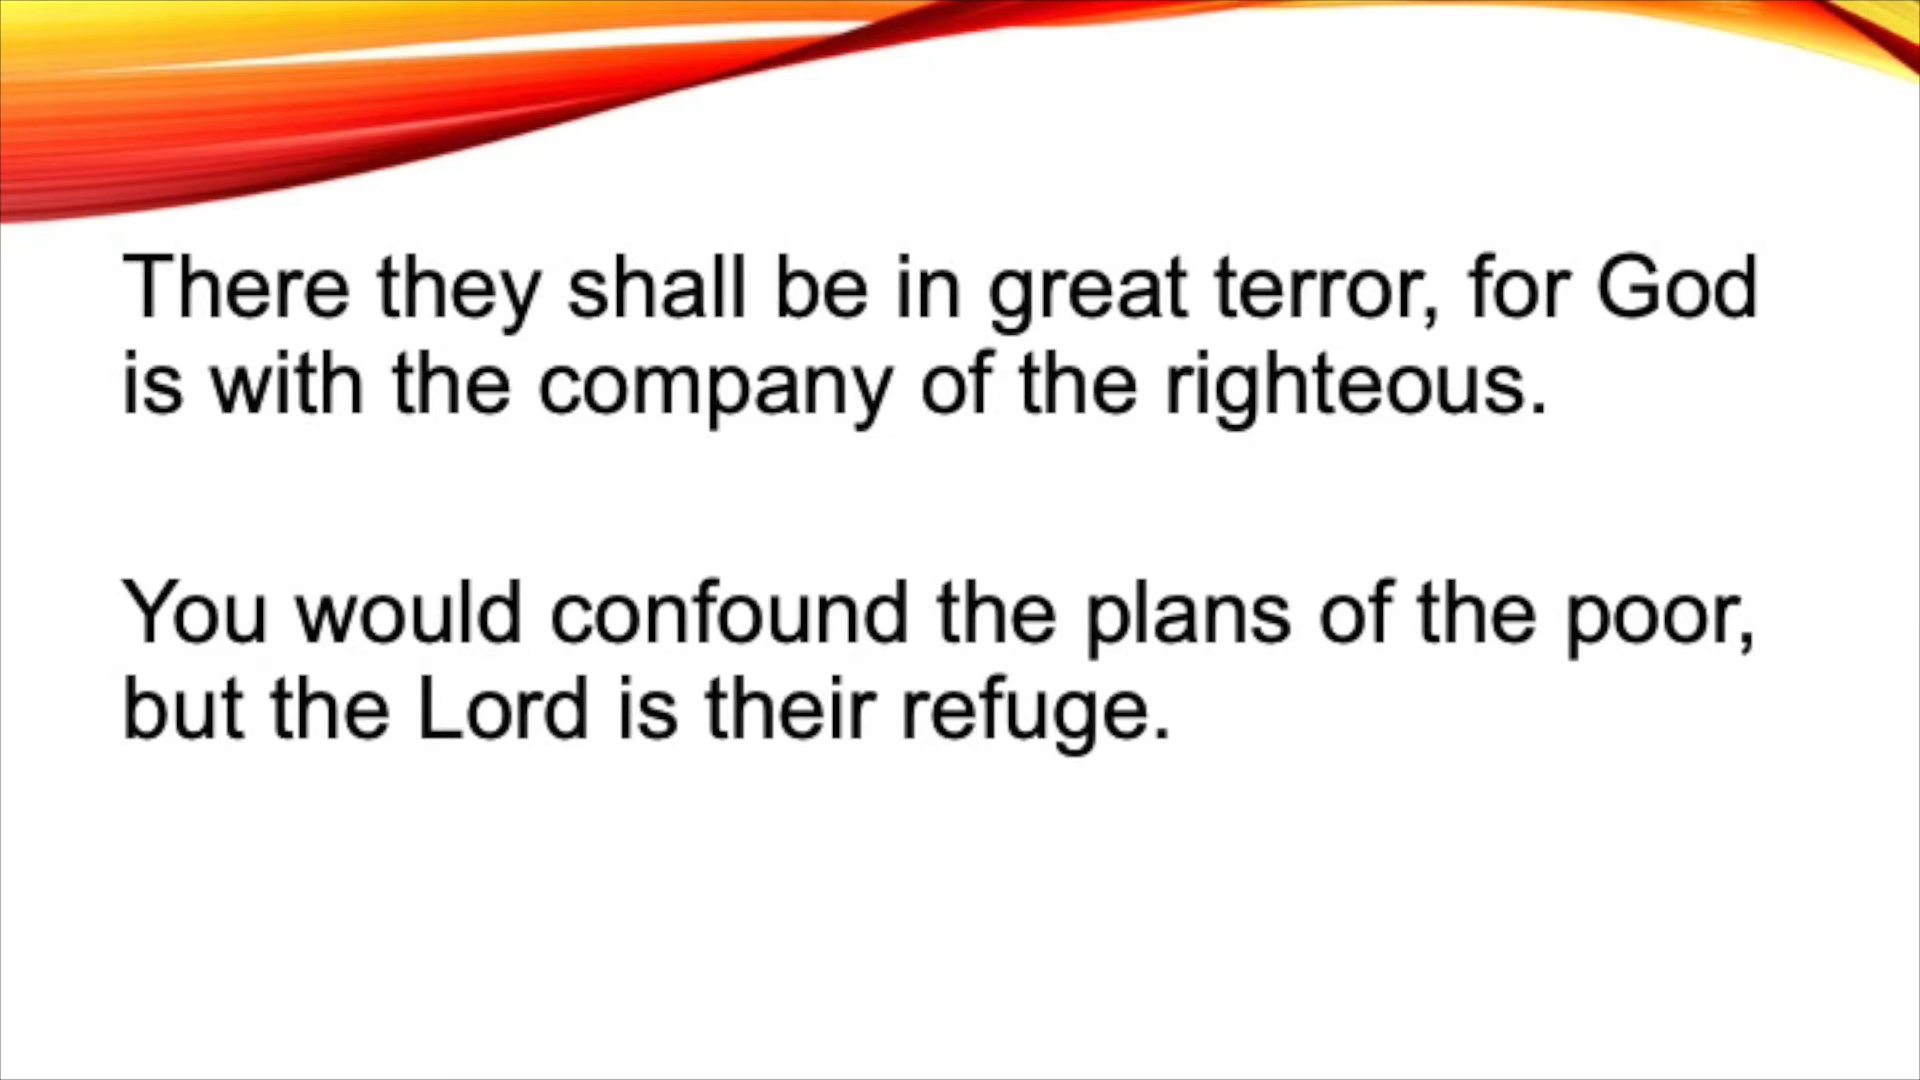 There they shall be in great terror, for God
is with the company of the righteous.
You would confound the plans of the poor,
but the Lord is their refuge.